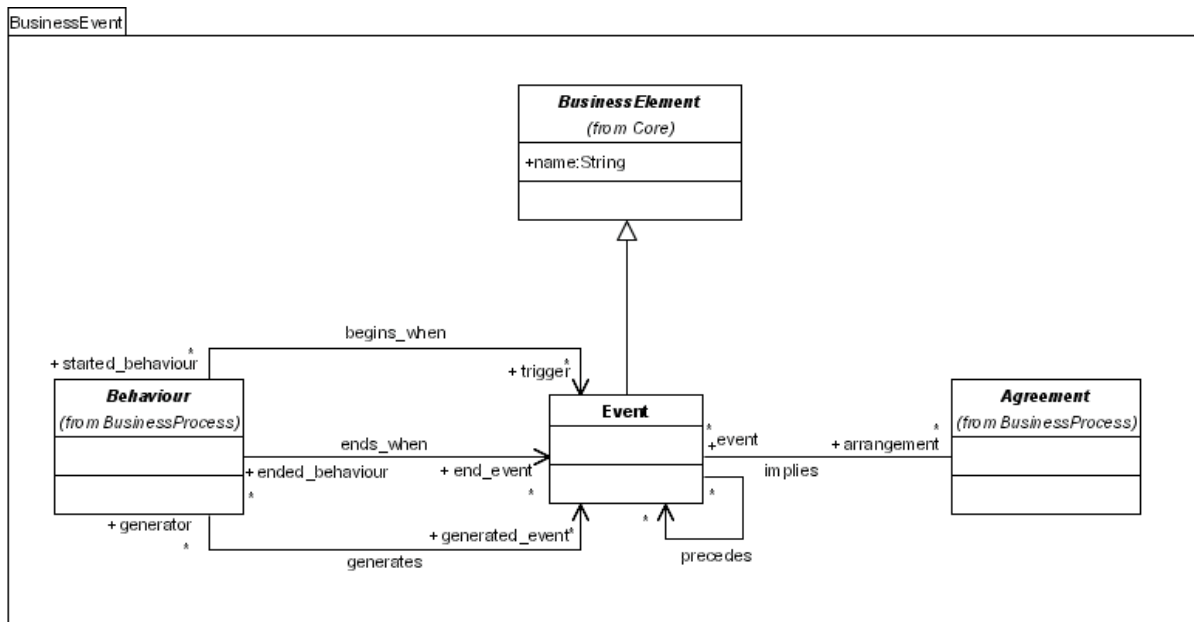 BusinessEvent
BusinessElement
(from Core)
+name:String
begins_when
*
+ started_behaviour
*
+ trigger
Behaviour
(from BusinessProcess)
Event
Agreement
(from BusinessProcess)
ends_when
+ ended_behaviour
*
+ end_event
*
*
+event
*
+ arrangement
implies
+ generator
*
+ generated_event*
generates
*
*
precedes